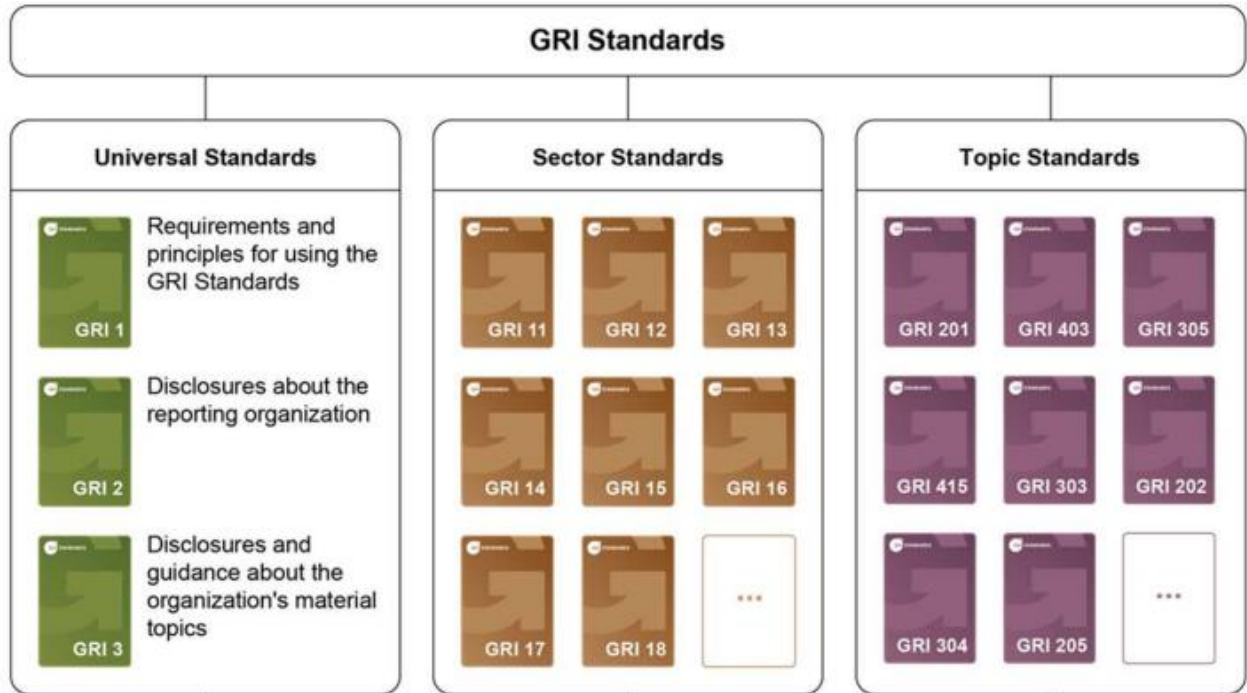 GRI Standards
Universal Standards
GRI 1
Requirements and
principles for using the
GRI Standards
GRI 2
Disclosures about the
reporting organization
GRI 3
Disclosures and
guidance about the
organization's material
topics
Sector Standards
GRI 11
GRI 12
GRI 13
GRI 14
GRI 15
GRI 16
GRI 17
GRI 18
...
Topic Standards
GRI 201
GRI 403
GRI 305
GRI 415
GRI 303
GRI 202
GRI 304
GRI 205
...